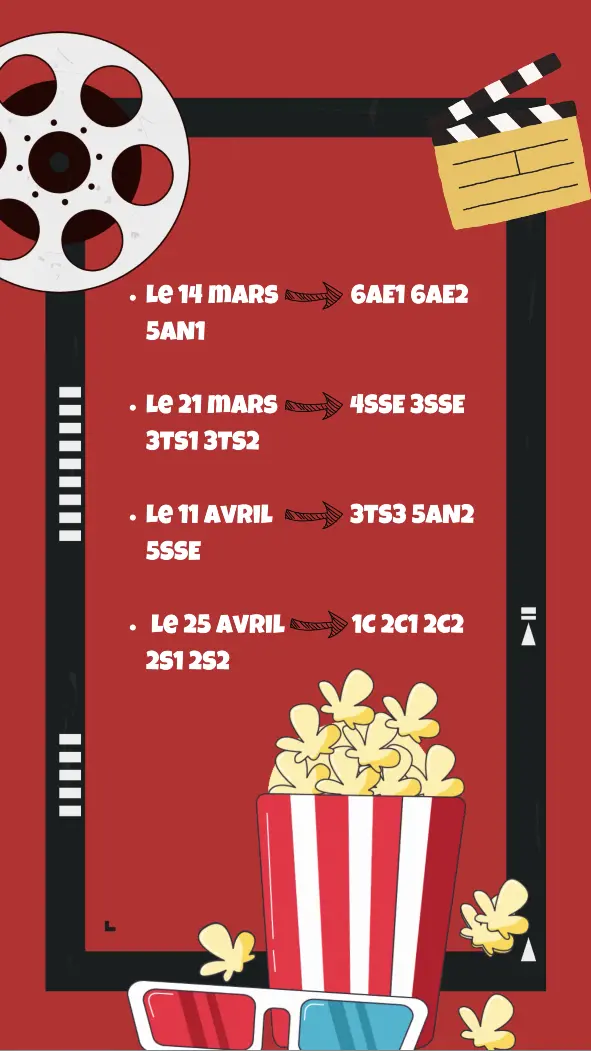 • Le 14 mars 6AE1 6AE2
5AN1
• Le 21 mars 4SSE 3SSE
3TS1 3TS2
• Le 11 avril 3TS3 5AN2
5SSE
• Le 25 avril 1C 2C1 2C2
2S1 2S2